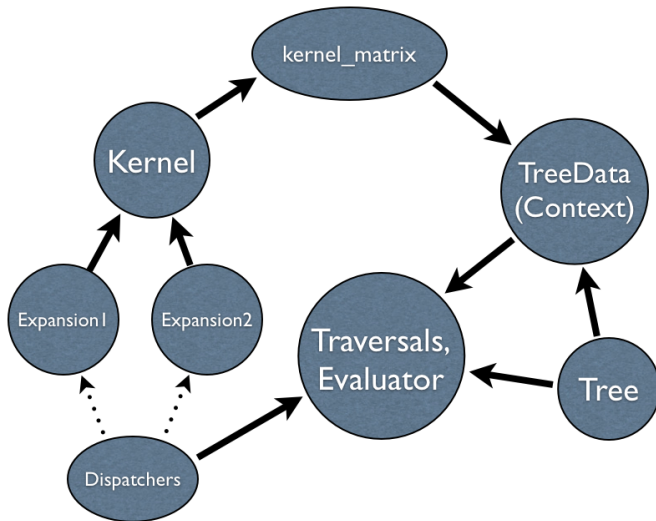 kernel_matrix
Kernel
TreeData
(Context)
Expansion1
Expansion2
Traversals,
Evaluator
Tree
Dispatchers